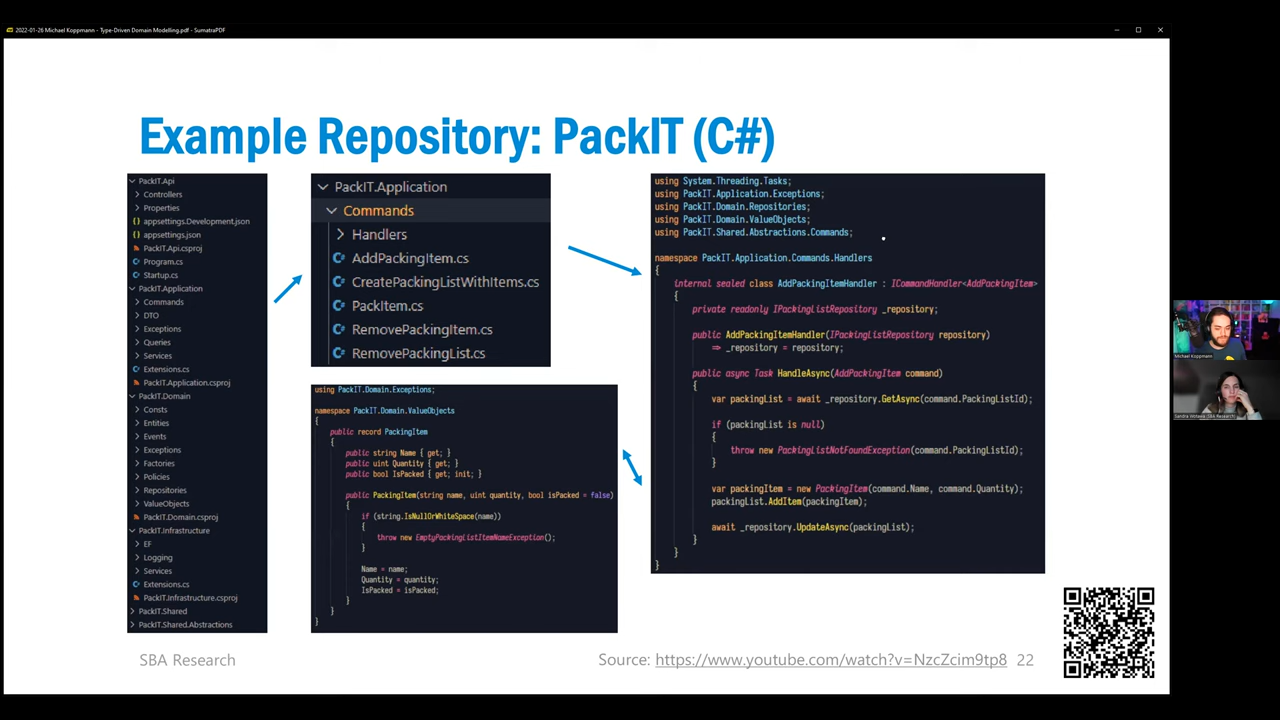 2022-01-26 Michael Koppmann - Type-Driven Domain Modelling.pdf - SumatraPDF
Example Repository: PackIT (C#)
PackIT.Api
Controllers
Properties
appsettings.Development.json
appsettings.json
PackIT.Api.csproj
Program.cs
Startup.cs
PackIT.Application
Commands
DTO
Exceptions
Queries
Services
Extensions.cs
PackIT.Application.csproj
PackIT.Domain
Consts
Entities
Events
Exceptions
Factories
Policies
Repositories
ValueObjects
PackIT.Domain.csproj
PackIT.Infrastructure
EF
Logging
Services
Extensions.cs
PackIT.Infrastructure.csproj
PackIT.Shared
PackIT.Shared.Abstractions
PackIT.Application
Commands
Handlers
AddPackingItem.cs
CreatePackingListWithItems.cs
PackItem.cs
RemovePackingItem.cs
RemovePackingList.cs
using PackIT.Domain.Exceptions;
namespace PackIT.Domain.ValueObjects
{
public record PackingItem
{
public string Name { get; }
public uint Quantity { get; }
public bool IsPacked { get; init; }
public PackingItem(string name, uint quantity, bool isPacked = false)
{
if (string.IsNullOrWhiteSpace(name))
{
throw new EmptyPackingListItemNameException();
}
Name = name;
Quantity = quantity;
IsPacked = isPacked;
}
}
}
using System.Threading.Tasks;
using PackIT.Application.Exceptions;
using PackIT.Domain.Repositories;
using PackIT.Domain.ValueObjects;
using PackIT.Shared.Abstractions.Commands;
namespace PackIT.Application.Commands.Handlers
{
internal sealed class AddPackingItemHandler : ICommandHandler<AddPackingItem>
{
private readonly IPackingListRepository _repository;
public AddPackingItemHandler(IPackingListRepository repository)
=> _repository = repository;
public async Task HandleAsync(AddPackingItem command)
{
var packingList = await _repository.GetAsync(command.PackingListId);
if (packingList is null)
{
throw new PackingListNotFoundException(command.PackingListId);
}
var packingItem = new PackingItem(command.Name, command.Quantity);
packingList.AddItem(packingItem);
await _repository.UpdateAsync(packingList);
}
}
}
SBA Research
Source: https://www.youtube.com/watch?v=NzcZcim9tp8 22
Michael Koppmann